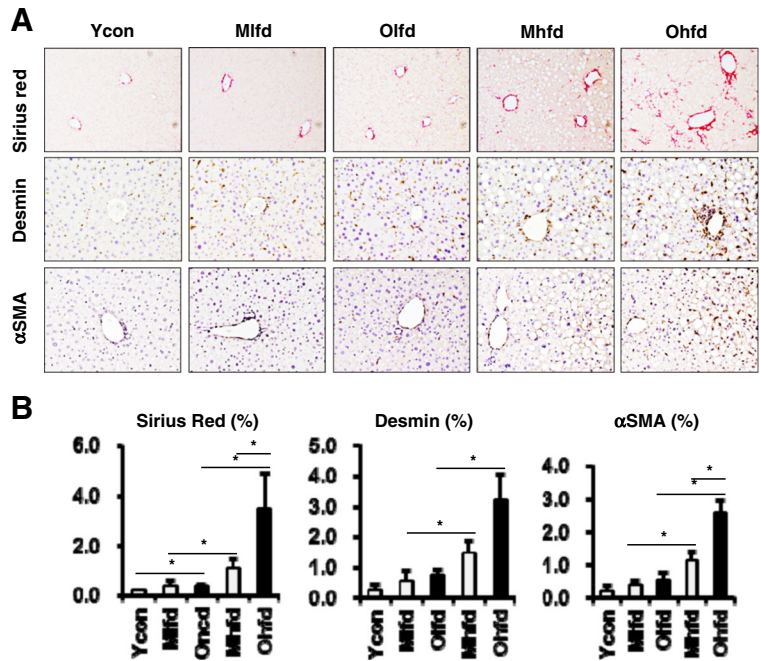 A
Ycon Mlfd Olfd Mhfd Ohfd
Sirius red
Desmin
αSMA
B
Sirius Red (%) Desmin (%) αSMA (%)
6.0
4.0
2.0
0.0
* * * *
Ycon Mlfd Oncd Mhfd Ohfd
5.0
4.0
3.0
2.0
1.0
0.0
* *
Ycon Mlfd Olfd Mhfd Ohfd
4.0
3.0
2.0
1.0
0.0
* * *
Ycon Mlfd Olfd Mhfd Ohfd